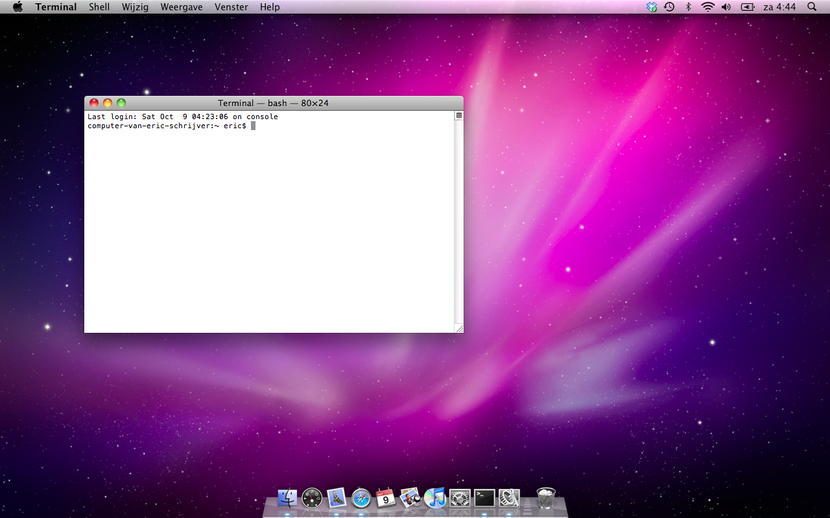 Terminal Shell Wijzig Weergave Venster Help za 4:44
Terminal — bash — 80×24
Last login: Sat Oct  9 04:23:06 on console
computer-van-eric-schrijver:~ eric$
9